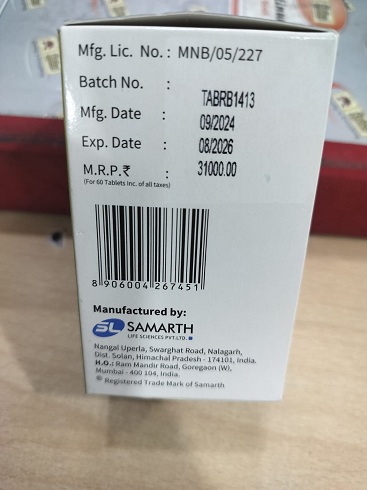 Mfg. Lic. No. : MNB/05/227
Batch No. : TABRB1413
Mfg. Date : 09/2024
Exp. Date : 08/2026
M.R.P.₹ : 31000.00
(For 60 Tablets inc. of all taxes)
8 906004 267451
Manufactured by:
SL SAMARTH
LIFE SCIENCES PVT.LTD.
Nangal Uperla, Swarghat Road, Nalagarh,
Dist. Solan, Himachal Pradesh - 174101, India.
H.O.: Ram Mandir Road, Goregaon (W),
Mumbai - 400 104, India.
® Registered Trade Mark of Samarth